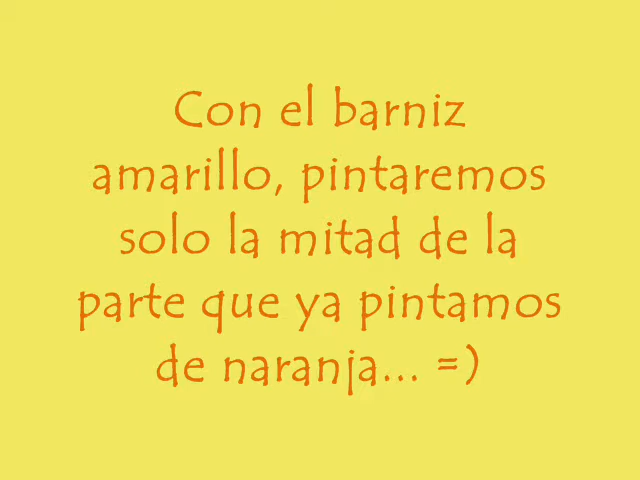 Con el barniz
amarillo, pintaremos
solo la mitad de la
parte que ya pintamos
de naranja... =)